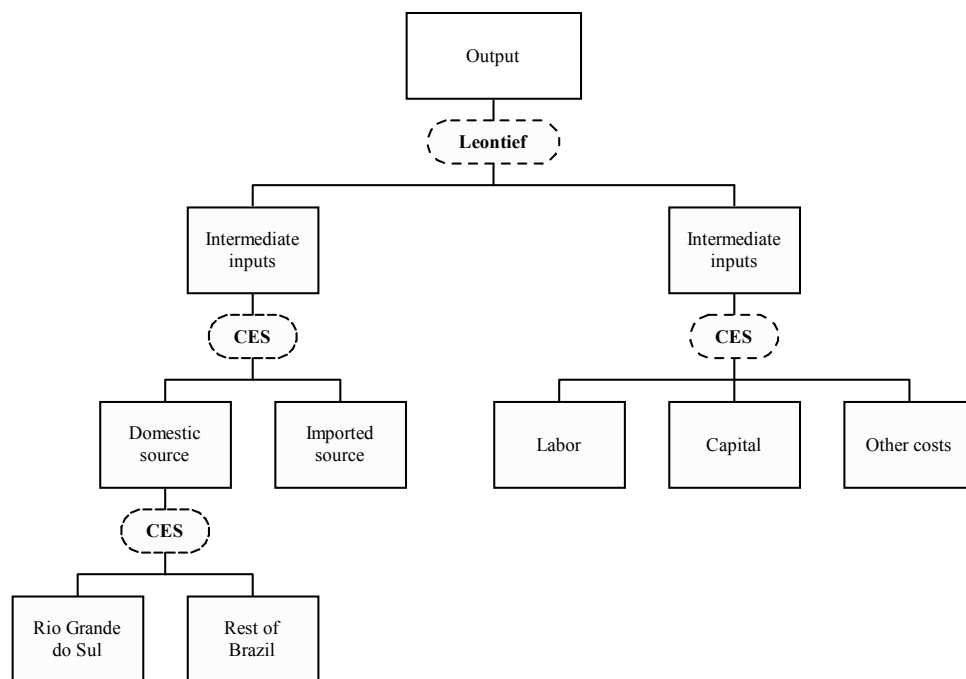 Output
Leontief
Intermediate
inputs
Intermediate
inputs
CES
CES
Domestic
source
Imported
source
Labor
Capital
Other costs
CES
Rio Grande
do Sul
Rest of
Brazil